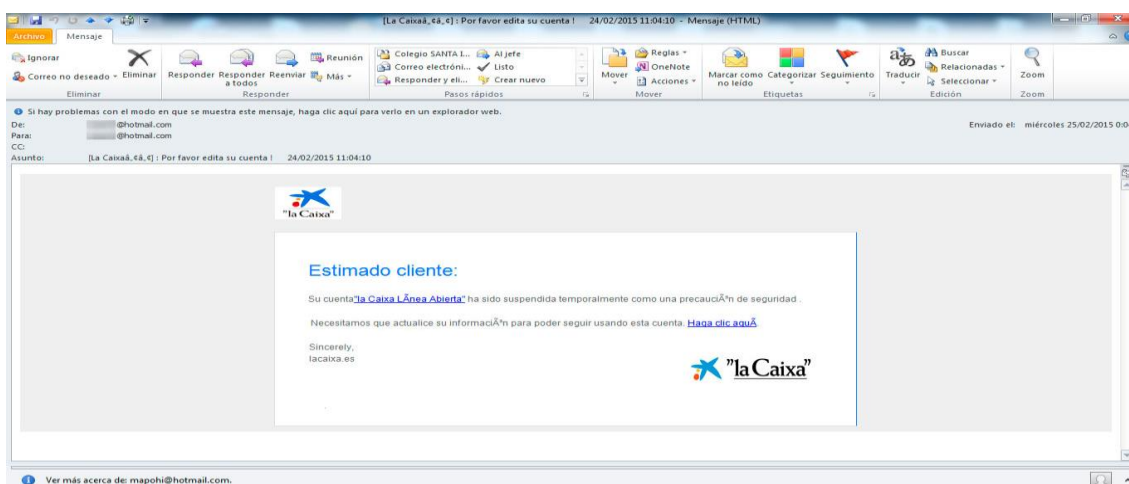 [La Caixaâ,¢â,¢] : Por favor edita su cuenta ! 24/02/2015 11:04:10 - Mensaje (HTML)
Archivo Mensaje
Ignorar
Correo no deseado
Eliminar
Responder
Responder a todos
Reenviar
Reunión
Más
Colegio SANTA I...
Correo electróni...
Responder y eli...
Al jefe
Listo
Crear nuevo
Mover
Reglas
OneNote
Acciones
Marcar como no leído
Categorizar
Seguimiento
Traducir
Buscar
Relacionadas
Seleccionar
Zoom
Eliminar Responder Pasos rápidos Mover Etiquetas Edición Zoom
Si hay problemas con el modo en que se muestra este mensaje, haga clic aquí para verlo en un explorador web.
De: @hotmail.com Enviado el: miércoles 25/02/2015 0:0
Para: @hotmail.com
CC:
Asunto: [La Caixaâ,¢â,¢] : Por favor edita su cuenta ! 24/02/2015 11:04:10
"la Caixa"
Estimado cliente:
Su cuenta"la Caixa LÃnea Abierta" ha sido suspendida temporalmente como una precauciÃ³n de seguridad .
Necesitamos que actualice su informaciÃ³n para poder seguir usando esta cuenta. Haga clic aquÃ
Sincerely,
lacaixa.es
"la Caixa"
Ver más acerca de: mapohi@hotmail.com.